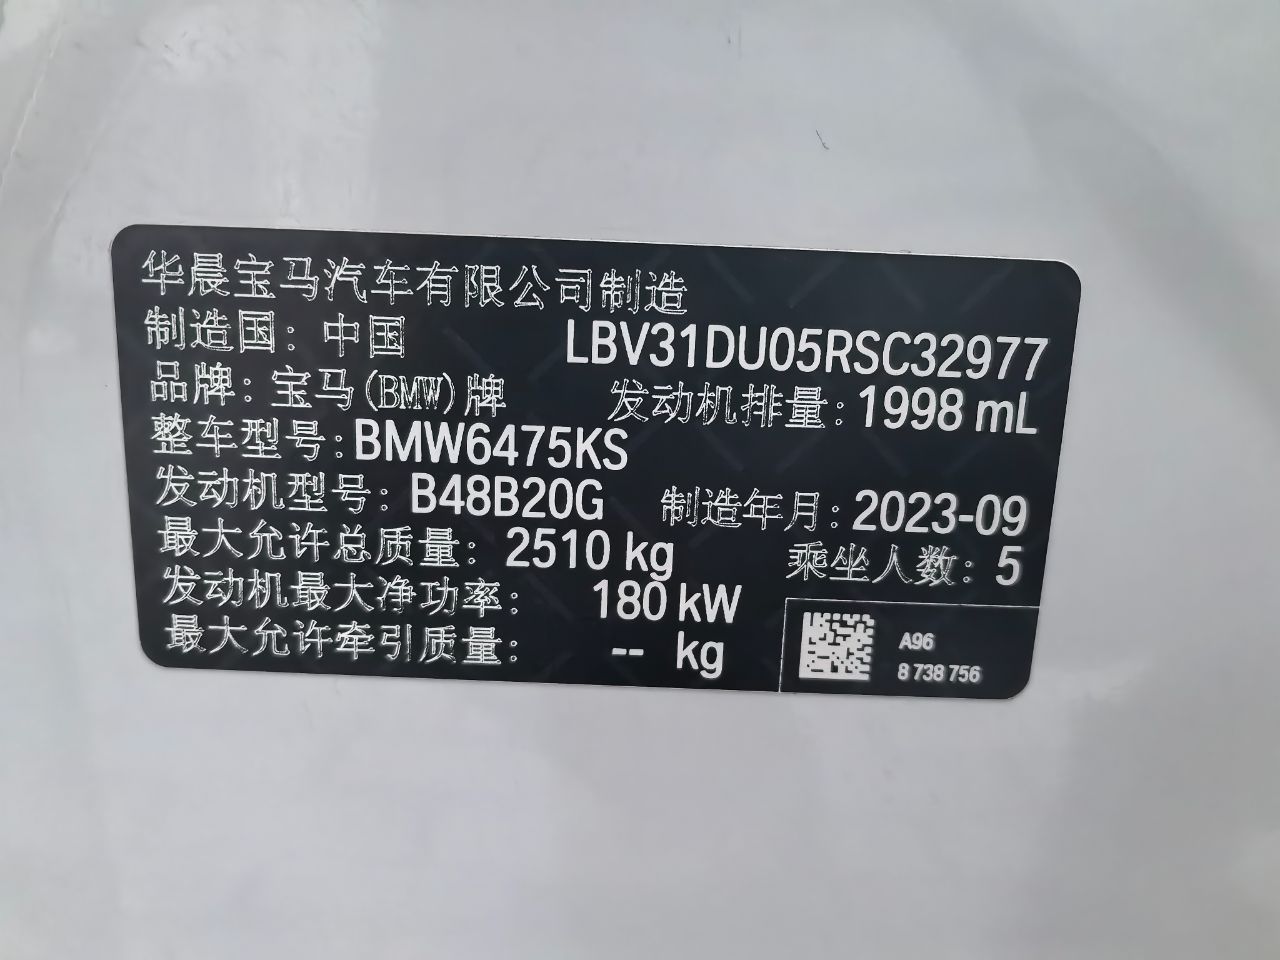 华晨宝马汽车有限公司制造
制造国：中国 LBV31DU05RSC32977
品牌：宝马(BMW)牌 发动机排量：1998 mL
整车型号：BMW6475KS
发动机型号：B48B20G 制造年月：2023-09
最大允许总质量：2510 kg 乘坐人数：5
发动机最大净功率：180 kW
最大允许牵引质量：-- kg
A96
8 738 756